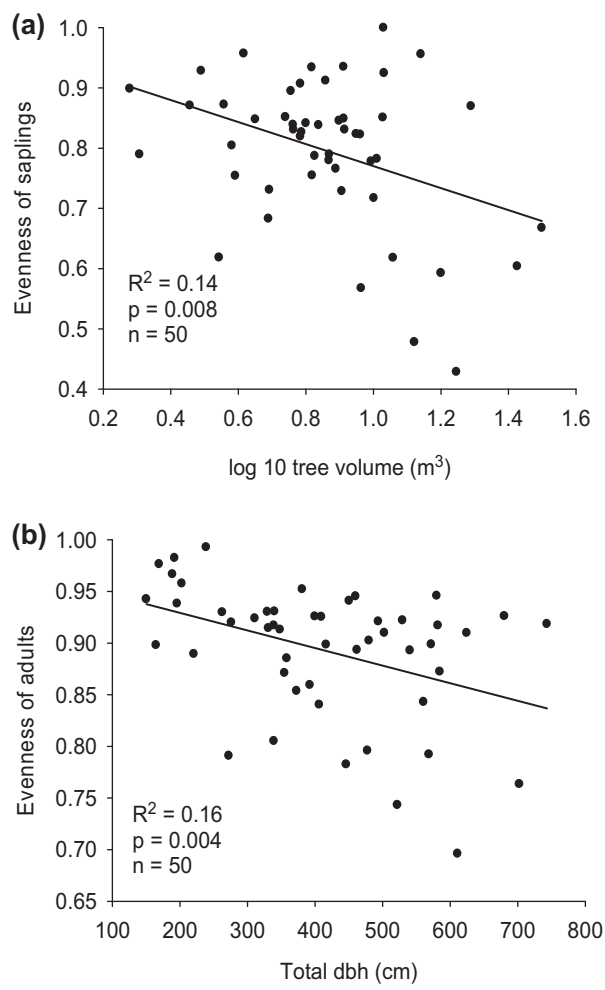 (a)
1.0
0.9
0.8
0.7
0.6
0.5
0.4
Evenness of saplings
R² = 0.14
p = 0.008
n = 50
0.2 0.4 0.6 0.8 1.0 1.2 1.4 1.6
log 10 tree volume (m³)
(b)
1.00
0.95
0.90
0.85
0.80
0.75
0.70
0.65
Evenness of adults
R² = 0.16
p = 0.004
n = 50
100 200 300 400 500 600 700 800
Total dbh (cm)